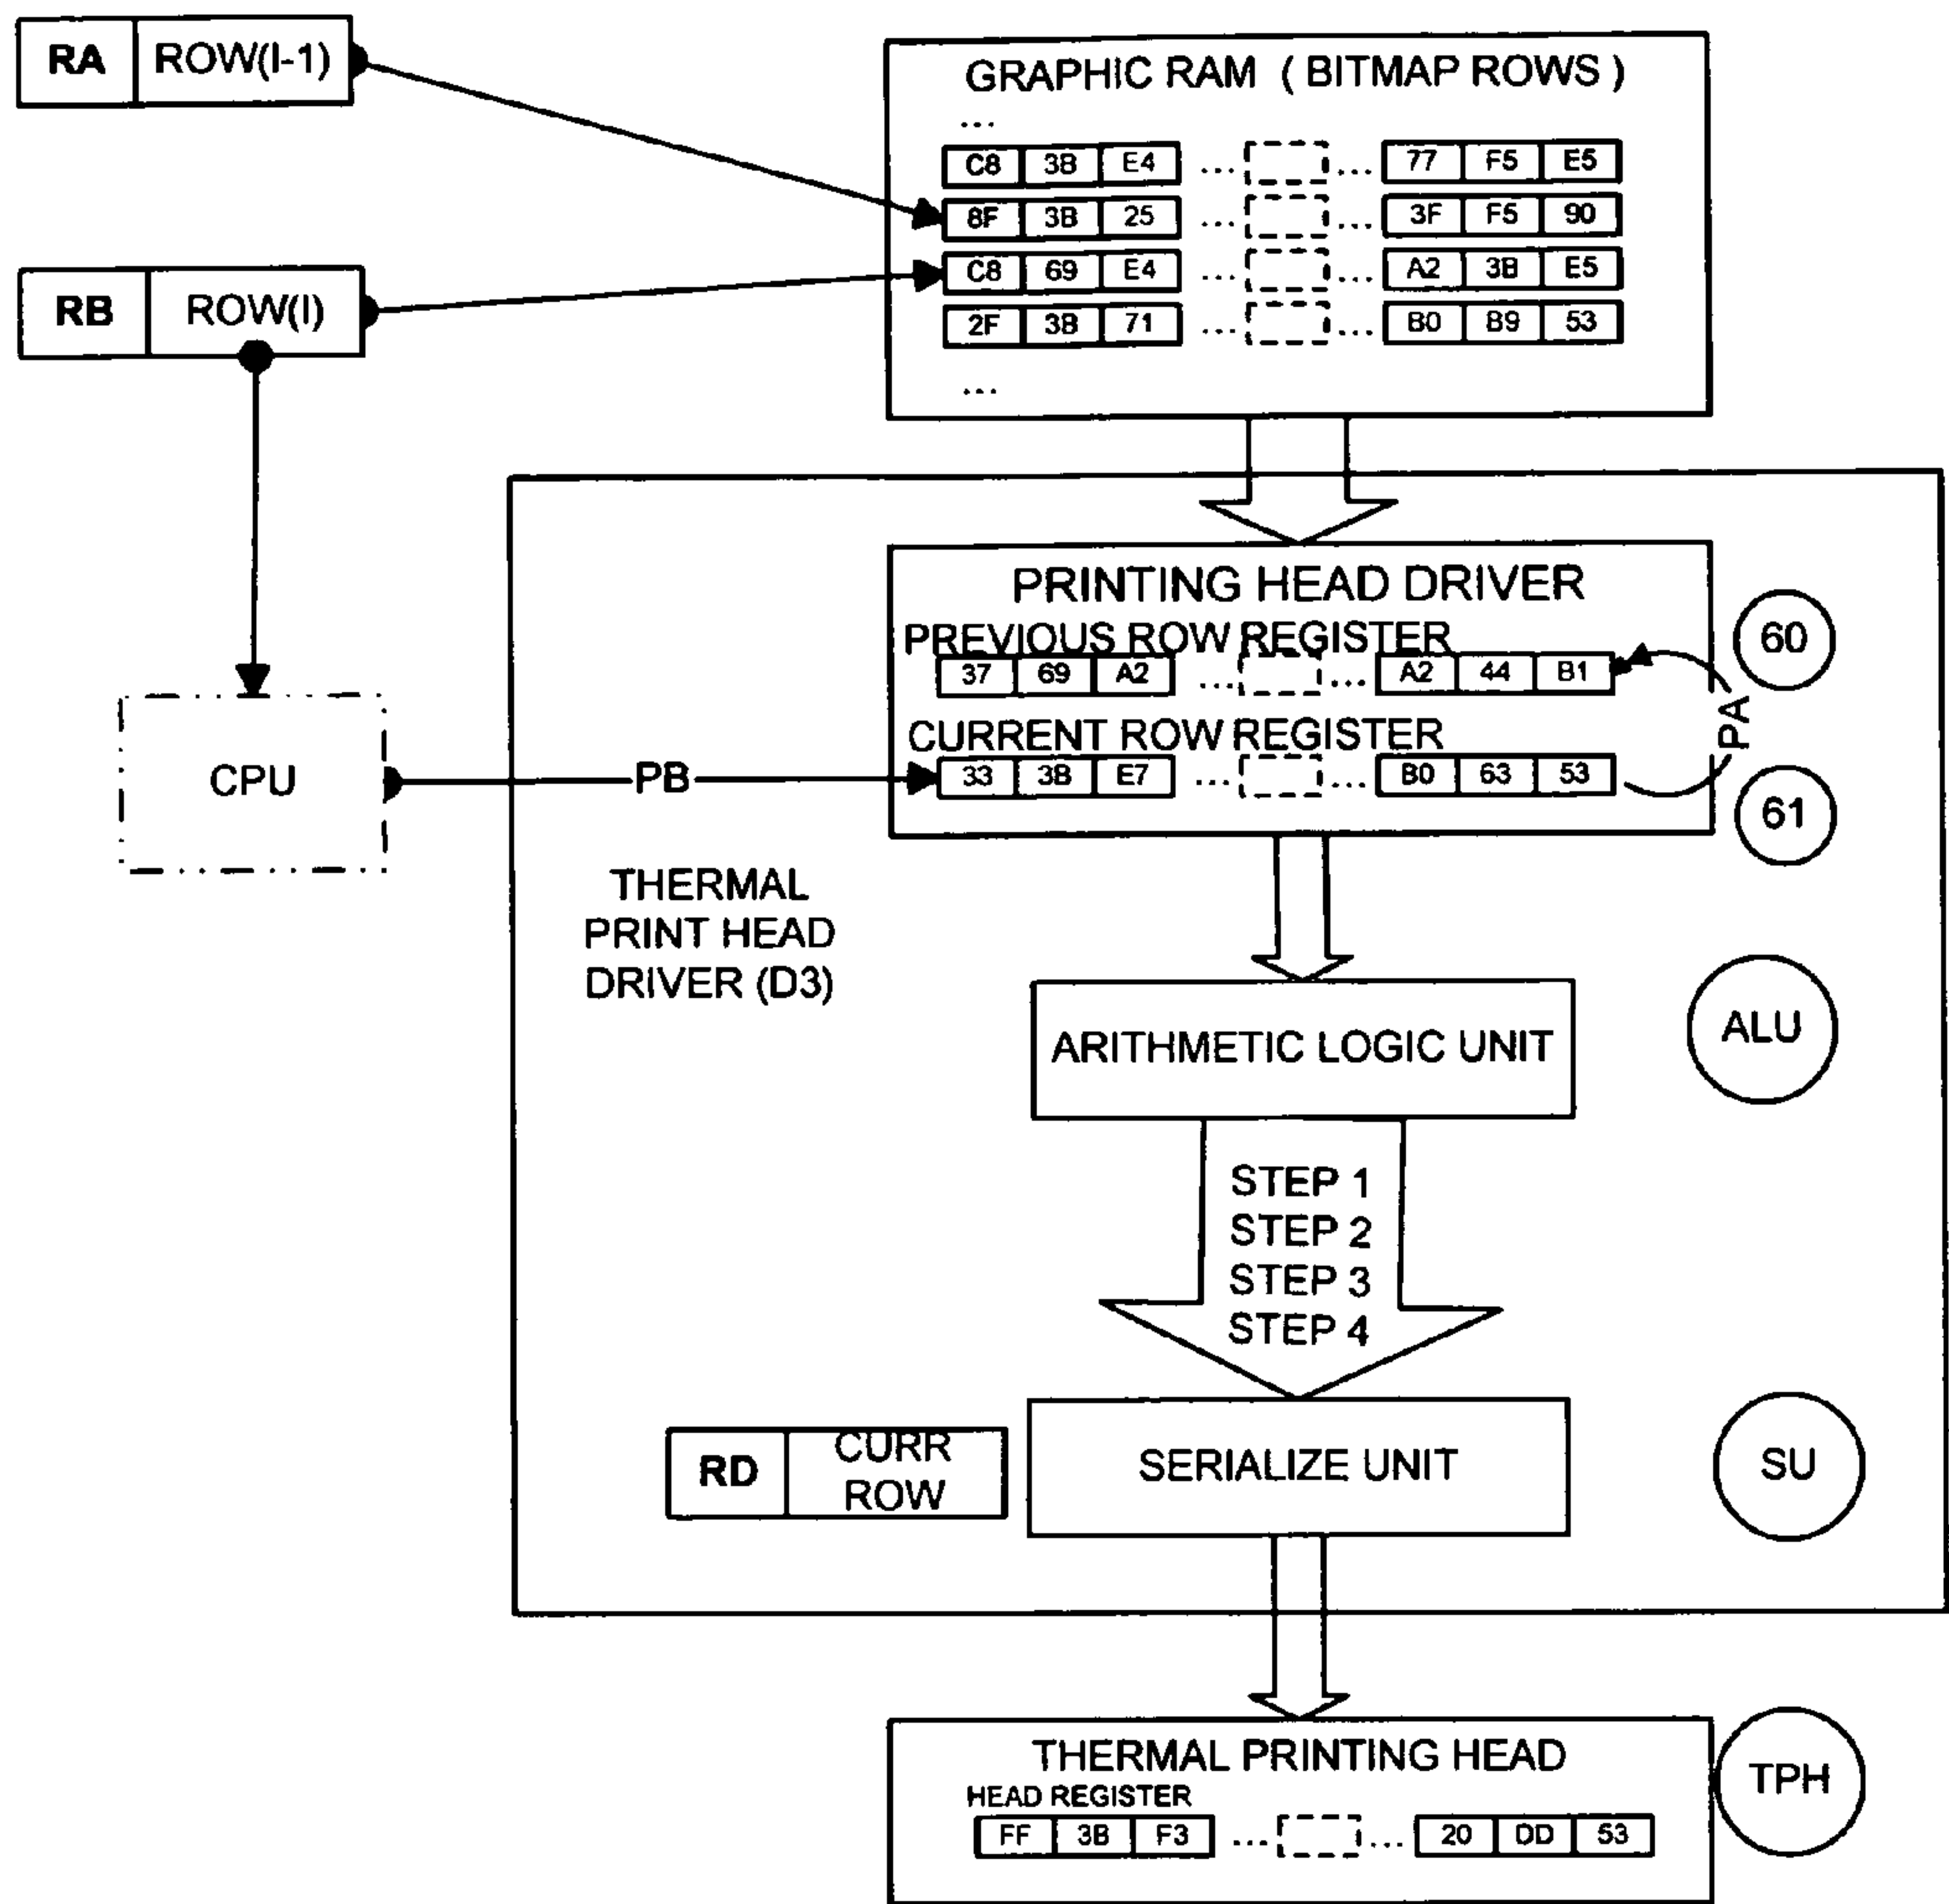 RA ROW(I-1)
GRAPHIC RAM ( BITMAP ROWS )
...
C8 3B E4 ... ... 77 F5 E5
8F 3B 25 ... ... 3F F5 90
RB ROW(I)
C8 69 E4 ... ... A2 3B E5
2F 3B 71 ... ... B0 B9 53
...
PRINTING HEAD DRIVER
PREVIOUS ROW REGISTER
37 69 A2 ... ... A2 44 B1
60
PA
CURRENT ROW REGISTER
CPU
PB
33 3B E7 ... ... B0 63 53
61
THERMAL
PRINT HEAD
DRIVER (D3)
ARITHMETIC LOGIC UNIT
ALU
STEP 1
STEP 2
STEP 3
STEP 4
RD CURR
ROW
SERIALIZE UNIT
SU
THERMAL PRINTING HEAD
TPH
HEAD REGISTER
FF 3B F3 ... ... 20 DD 53